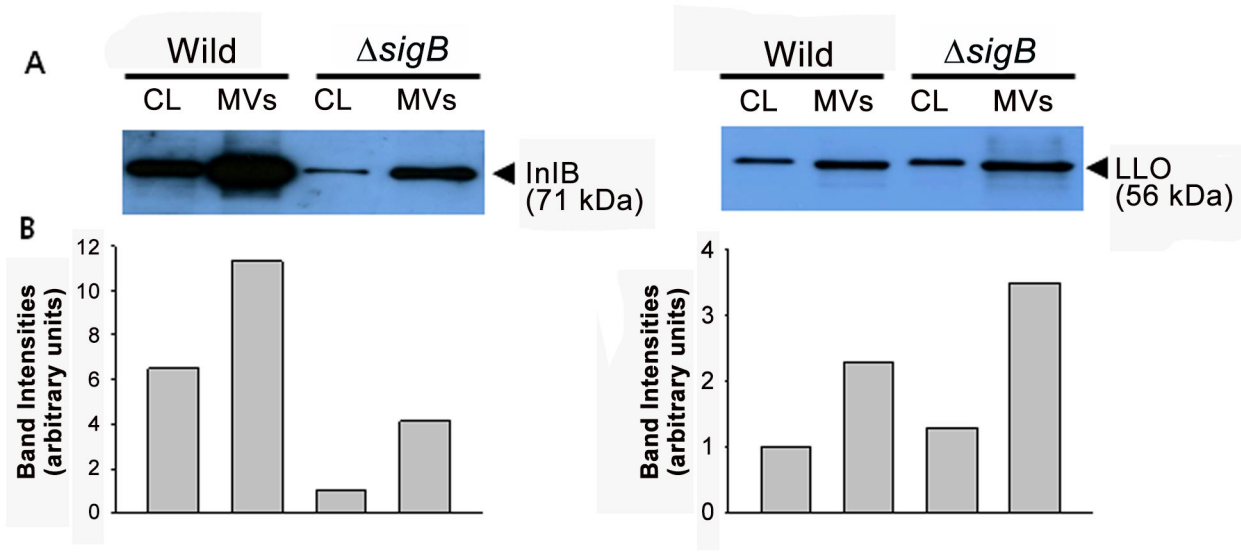 A
Wild ΔsigB
CL MVs CL MVs
InlB
(71 kDa)
Wild ΔsigB
CL MVs CL MVs
LLO
(56 kDa)
B
Band Intensities
(arbitrary units)
12
10
8
6
4
2
0
Band Intensities
(arbitrary units)
4
3
2
1
0